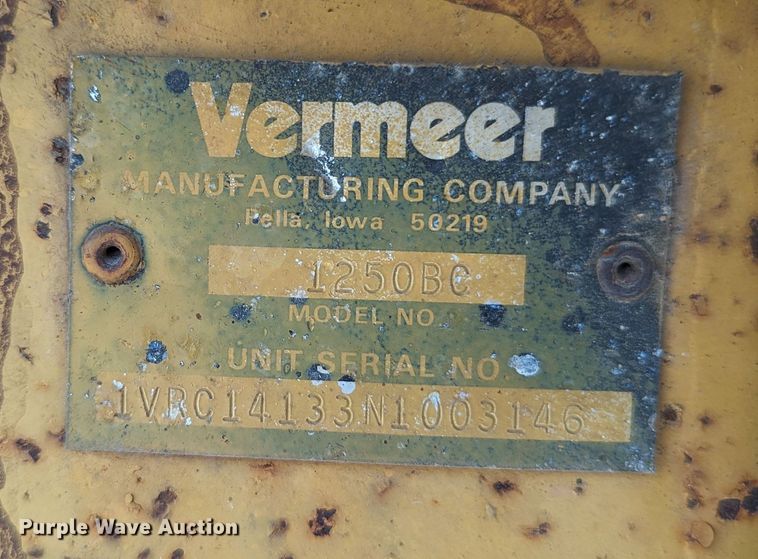 Vermeer
MANUFACTURING COMPANY
Pella, Iowa 50219
1250BC
MODEL NO
UNIT SERIAL NO.
1VRC14133N1003146
Purple Wave Auction